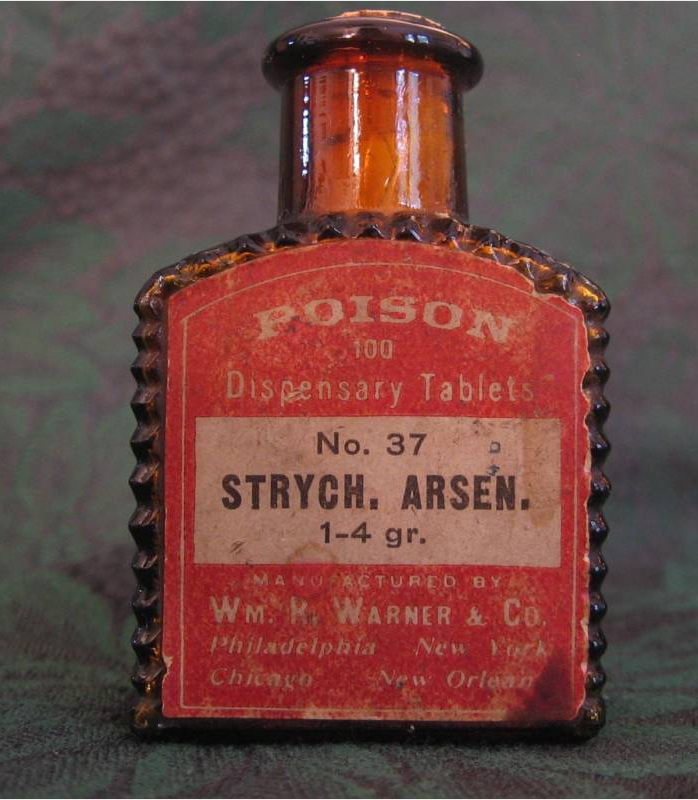 POISON
100
Dispensary Tablets
No. 37
STRYCH. ARSEN.
1-4 gr.
MANUFACTURED BY
WM. R. WARNER & CO.
Philadelphia New York
Chicago New Orleans